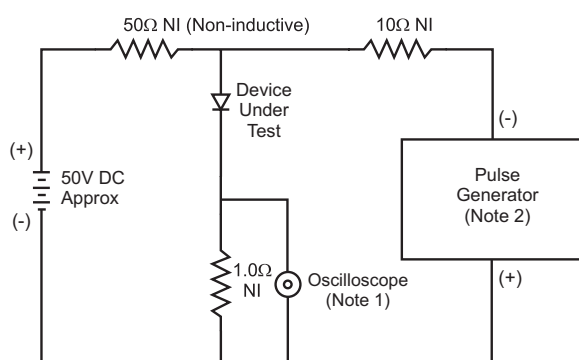 50Ω NI (Non-inductive)
10Ω NI
Device
Under
Test
(-)
(+)
50V DC
Approx
(-)
Pulse
Generator
(Note 2)
1.0Ω
NI
Oscilloscope
(Note 1)
(+)